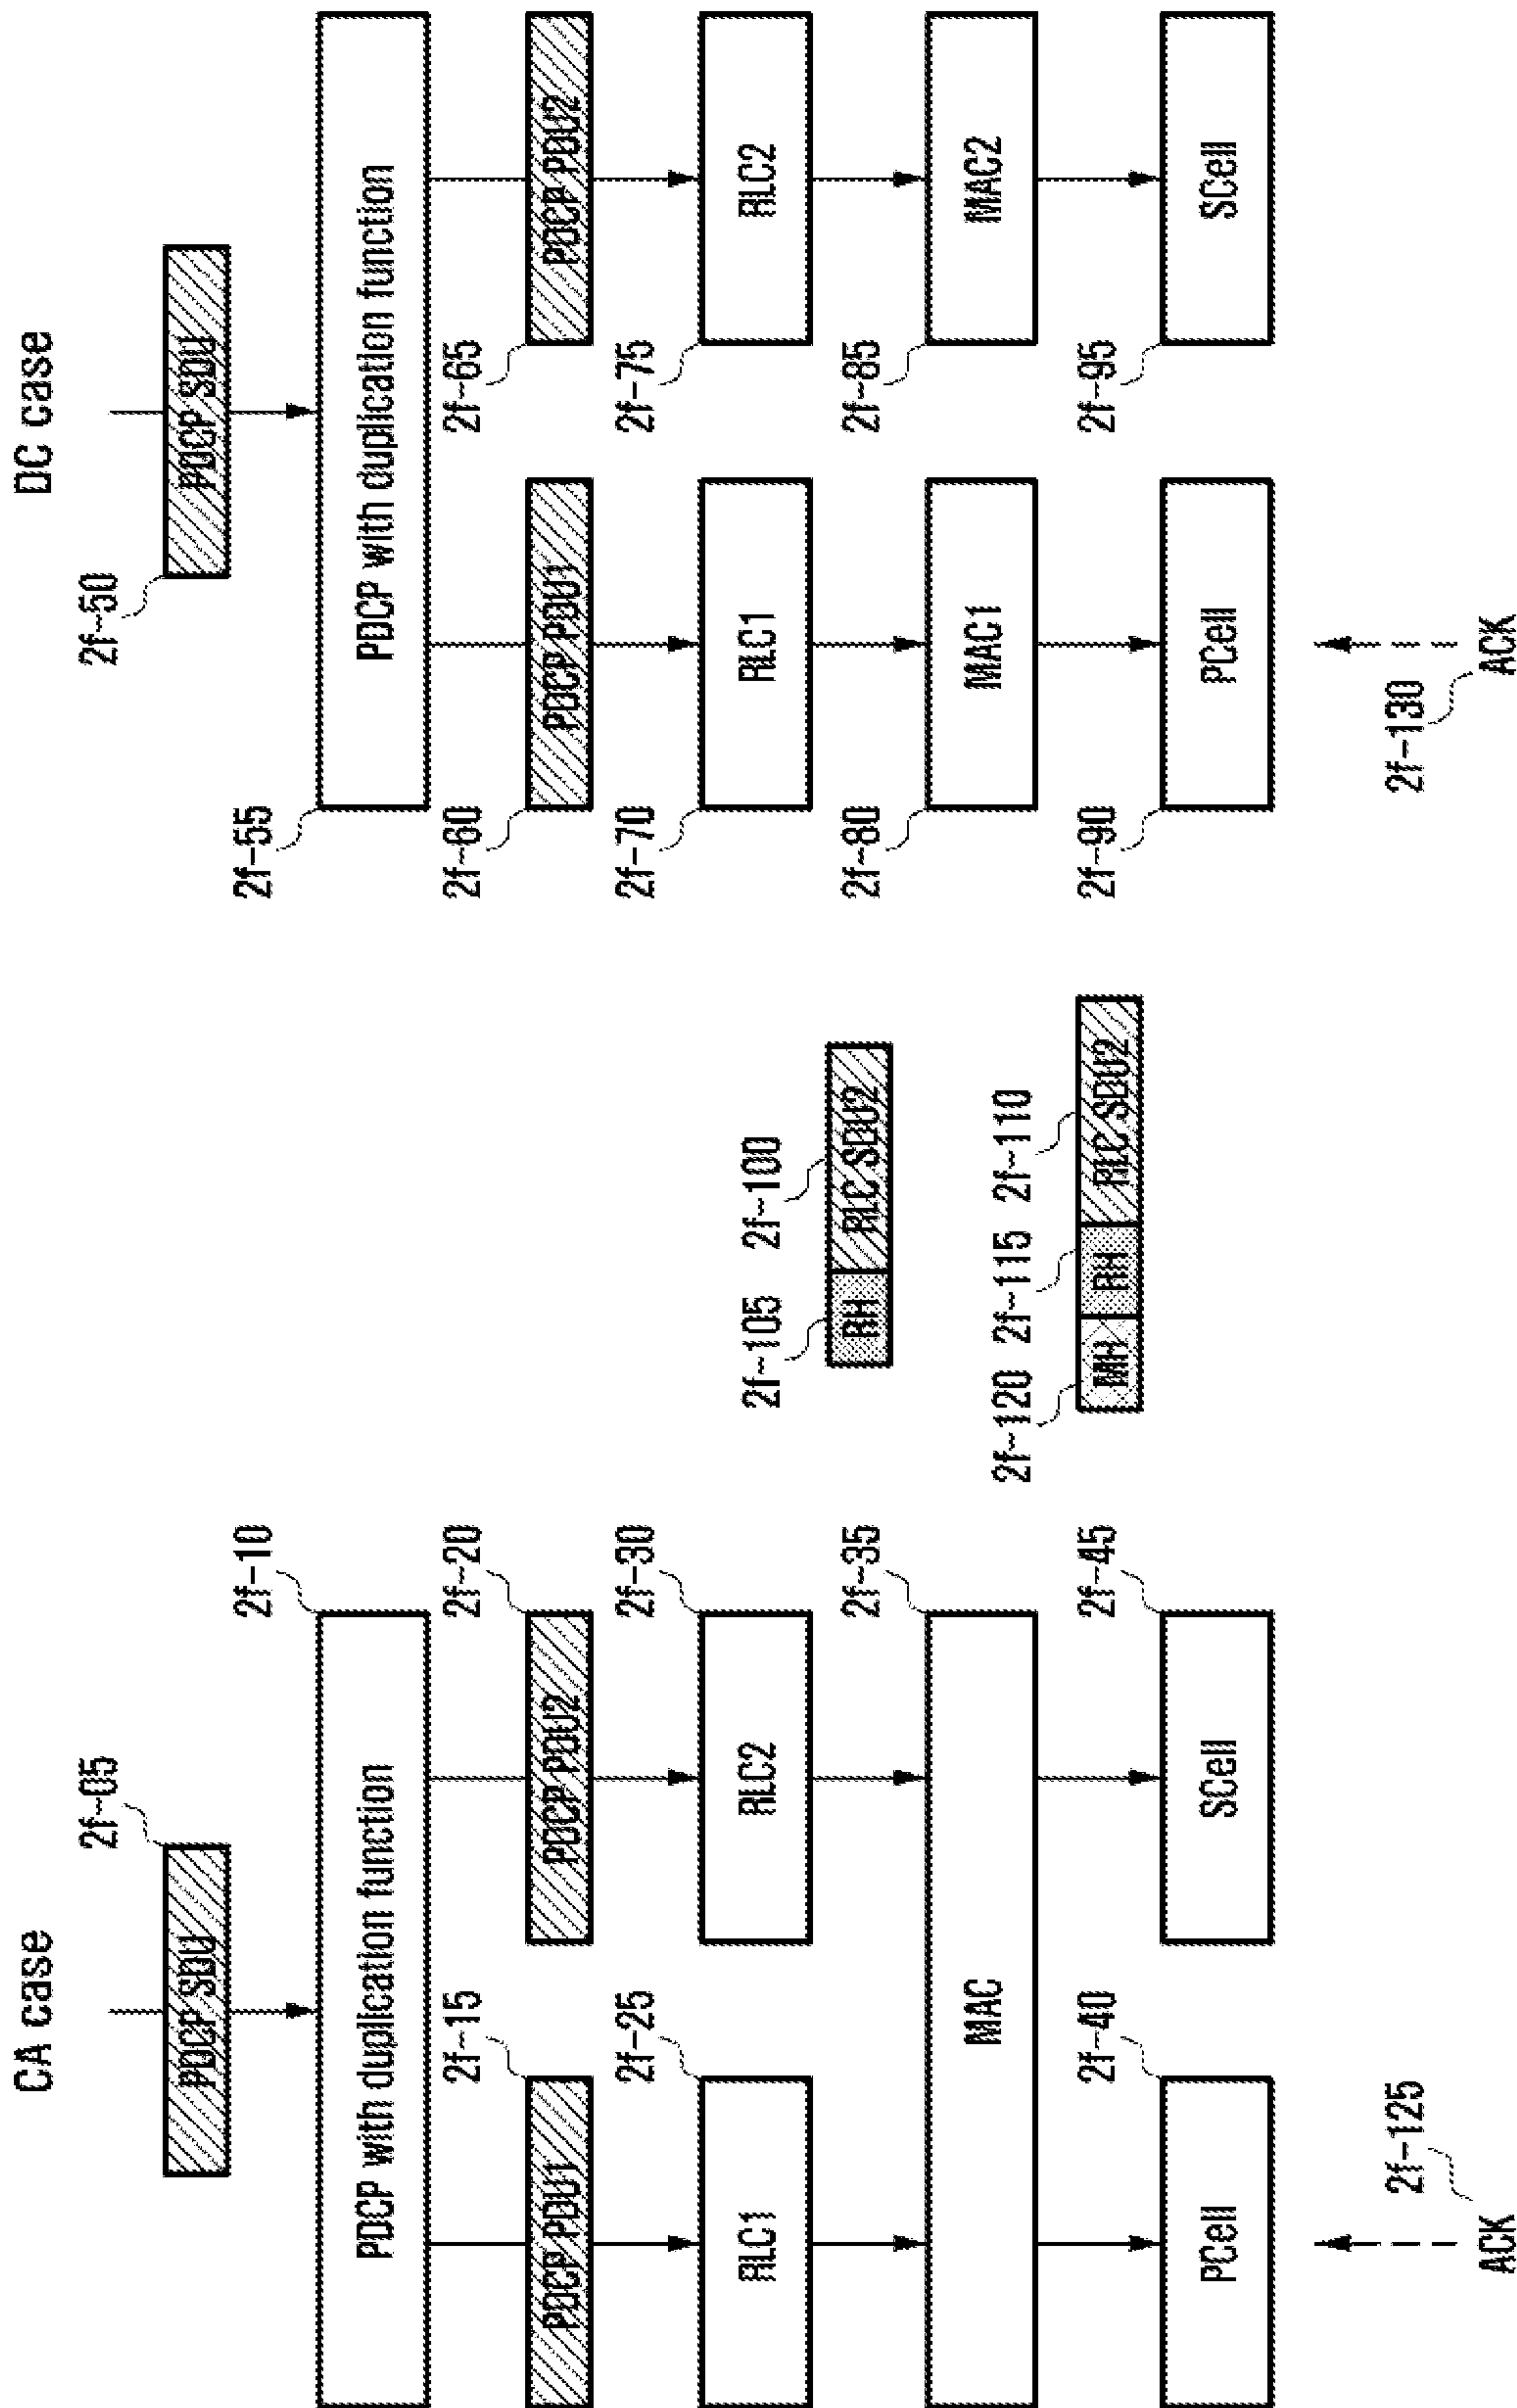 CA case
PDCP SDU
2f-05
PDCP with duplication function
2f-10
2f-15
PDCP PDU1
PDCP PDU2
2f-20
RLC1
2f-25
RLC2
2f-30
MAC
2f-35
PCell
2f-40
SCell
2f-45
ACK
2f-125
2f-105
2f-100
RH
RLC SDU2
2f-120
2f-115
2f-110
MH
RH
RLC SDU2
DC case
2f-50
PDCP SDU
2f-55
PDCP with duplication function
2f-60
PDCP PDU1
2f-65
PDCP PDU2
2f-70
RLC1
2f-75
RLC2
2f-80
MAC1
2f-85
MAC2
2f-90
PCell
2f-95
SCell
2f-130
ACK